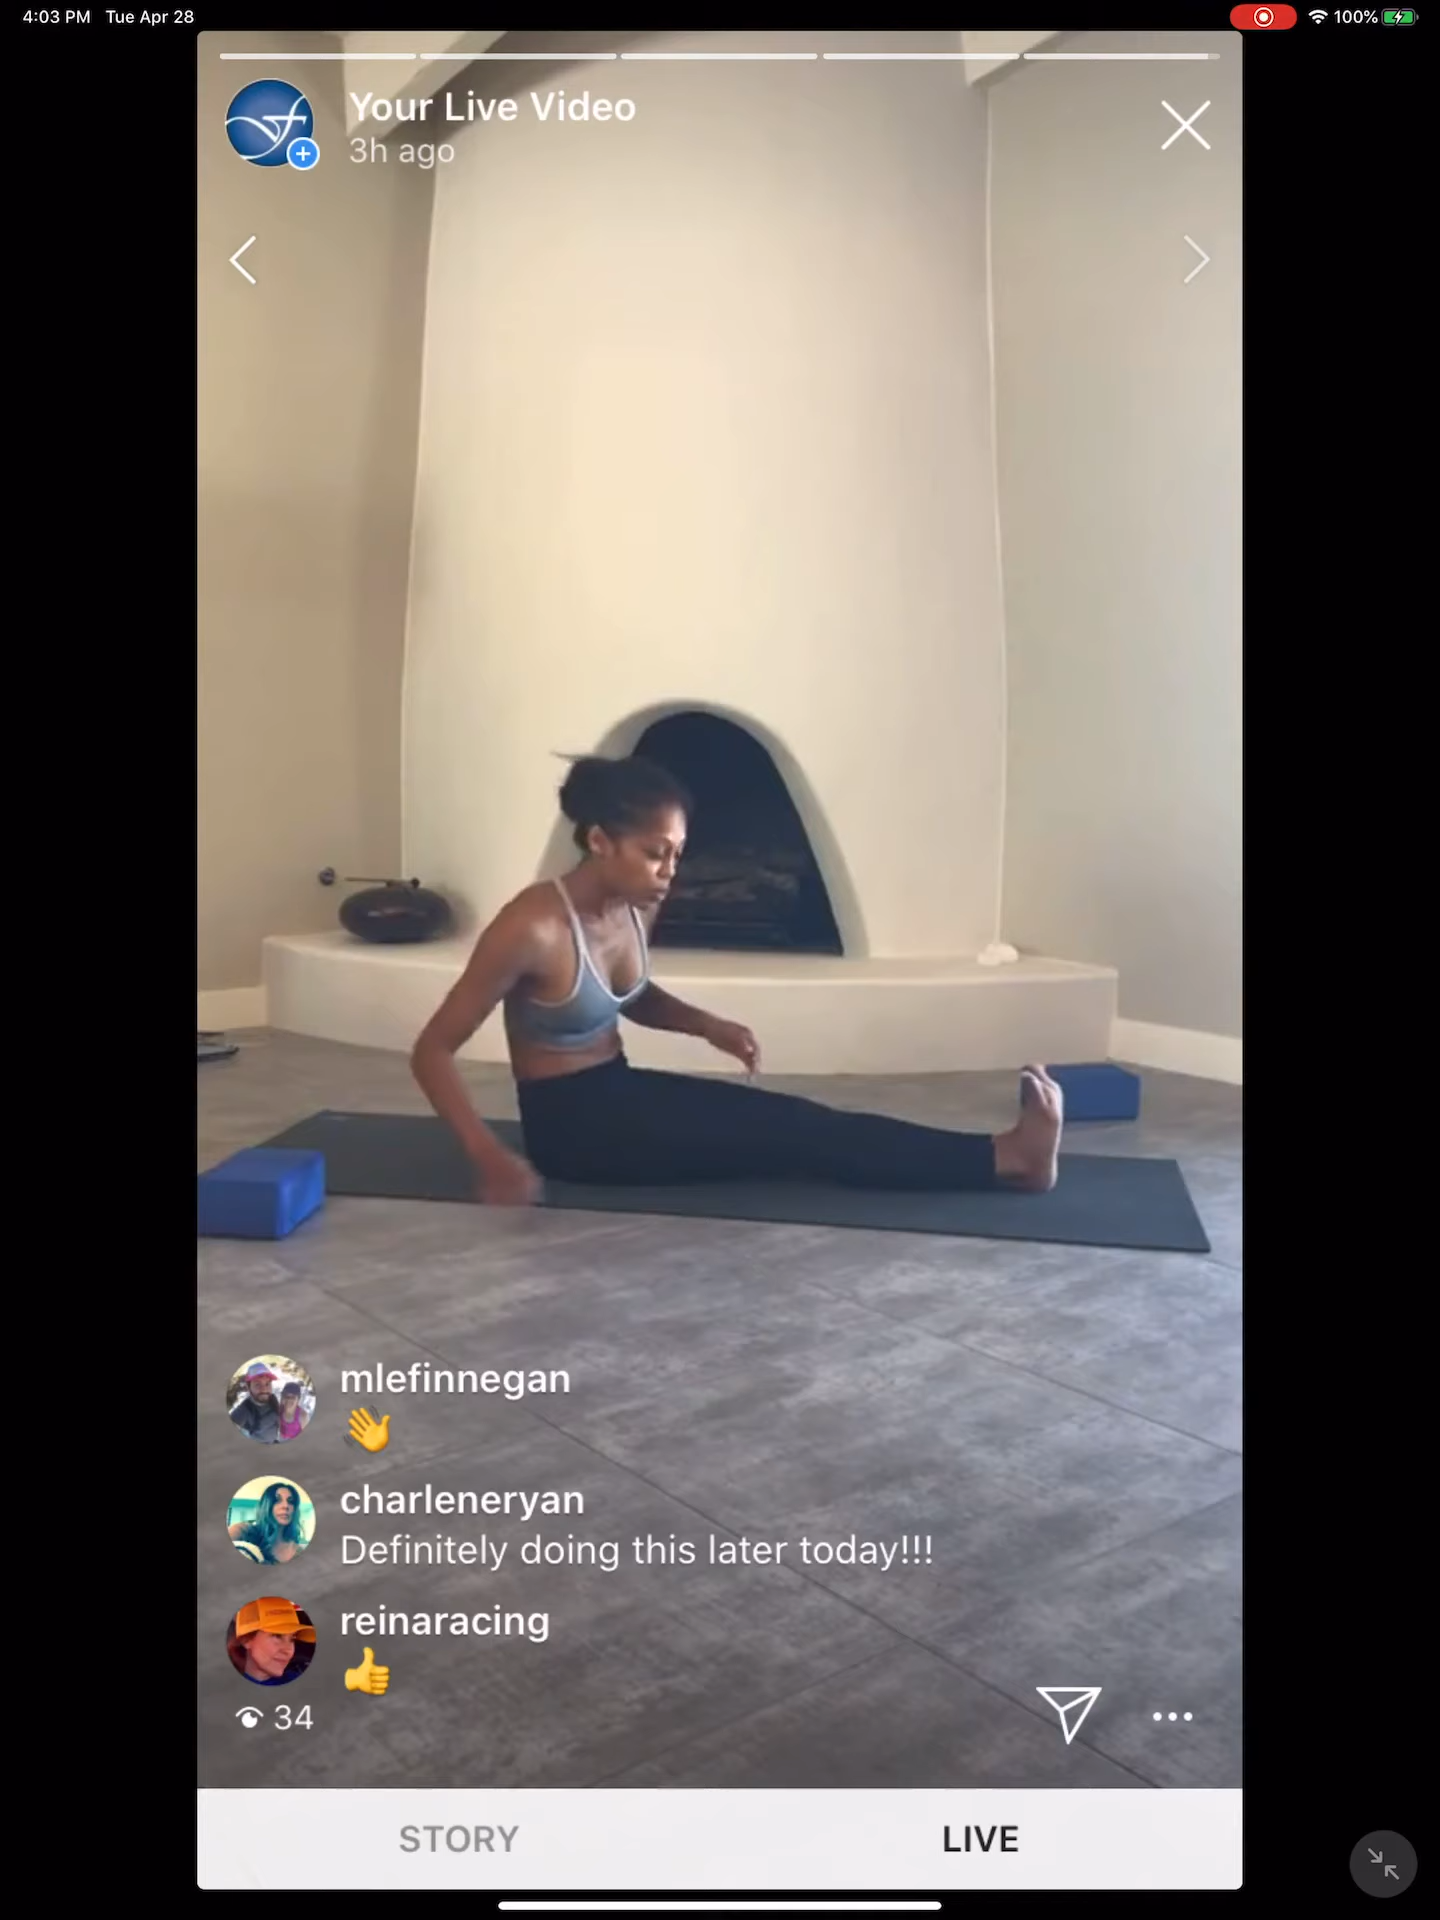 4:03 PM Tue Apr 28
100%
Your Live Video
3h ago
mlefinnegan
👋
charleneryan
Definitely doing this later today!!!
reinaracing
👍
34
STORY
LIVE